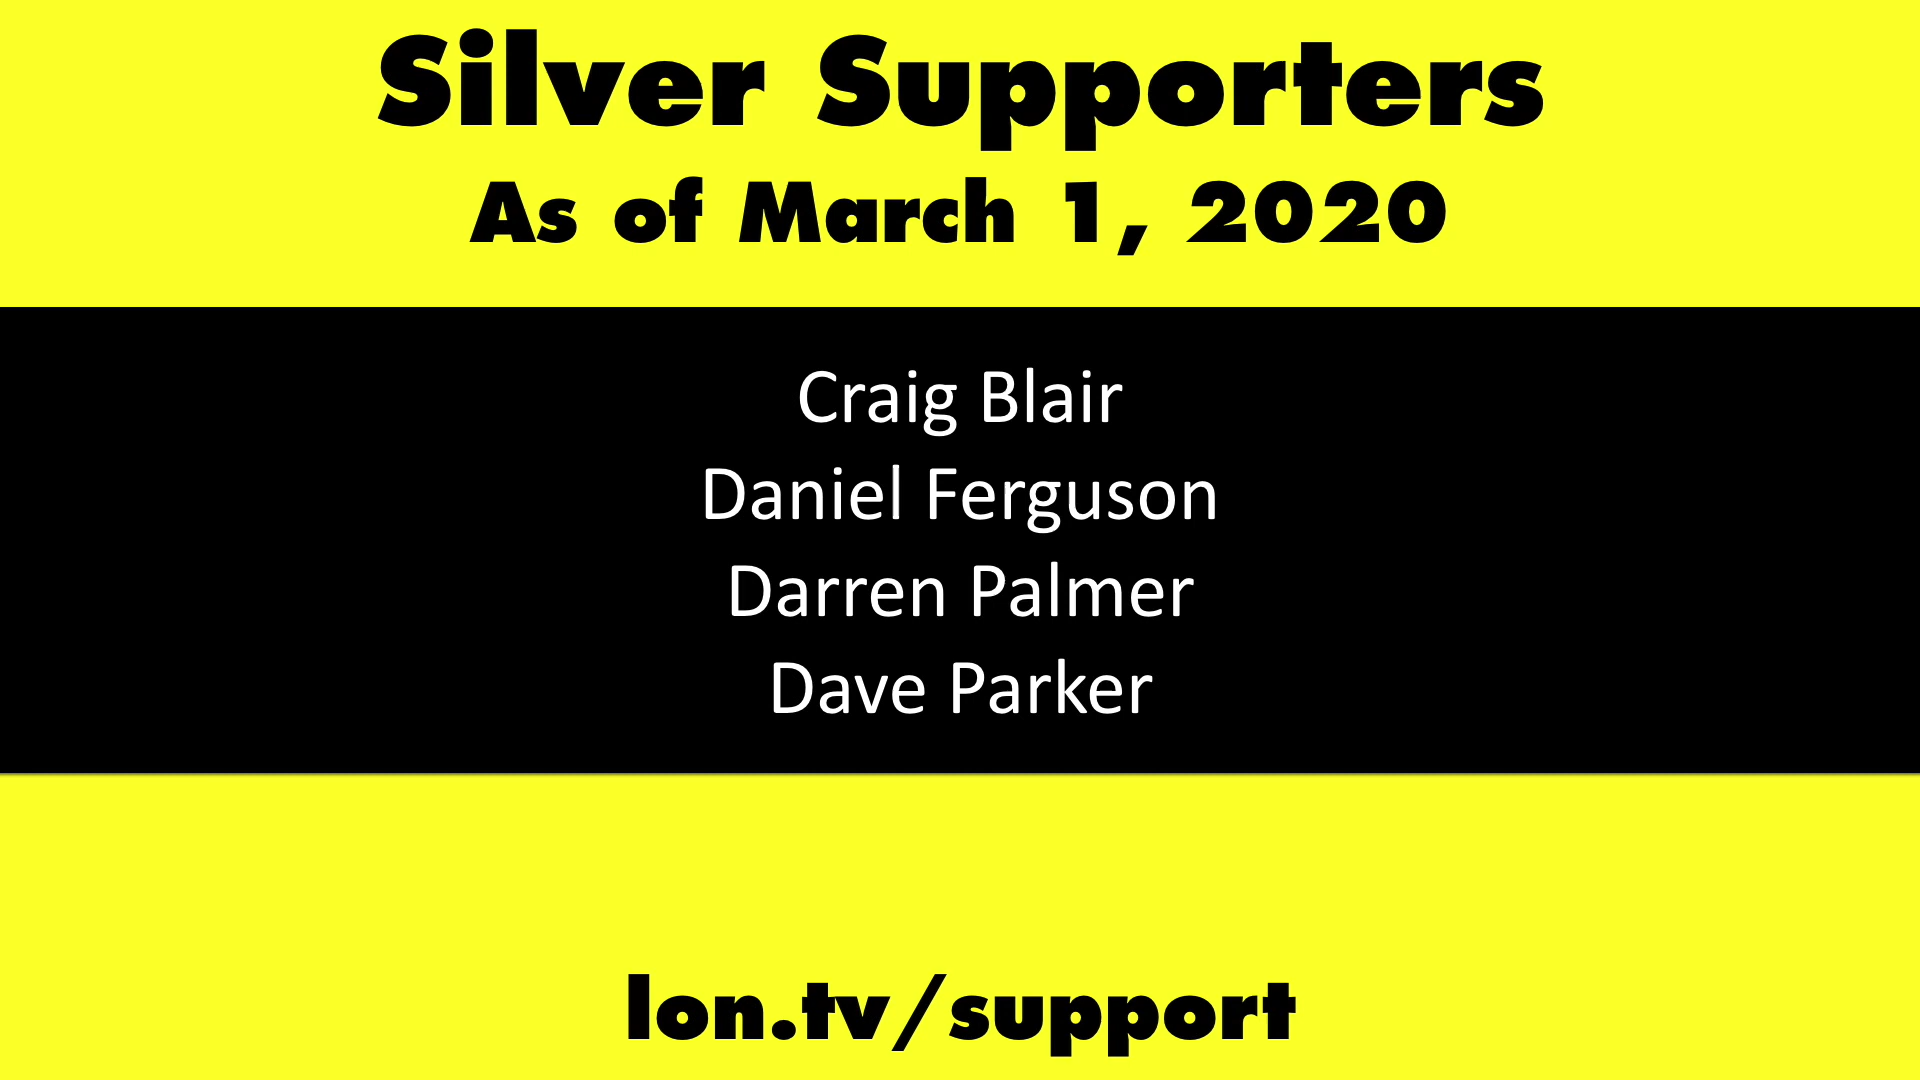 Silver Supporters
As of March 1, 2020
Craig Blair
Daniel Ferguson
Darren Palmer
Dave Parker
lon.tv/support